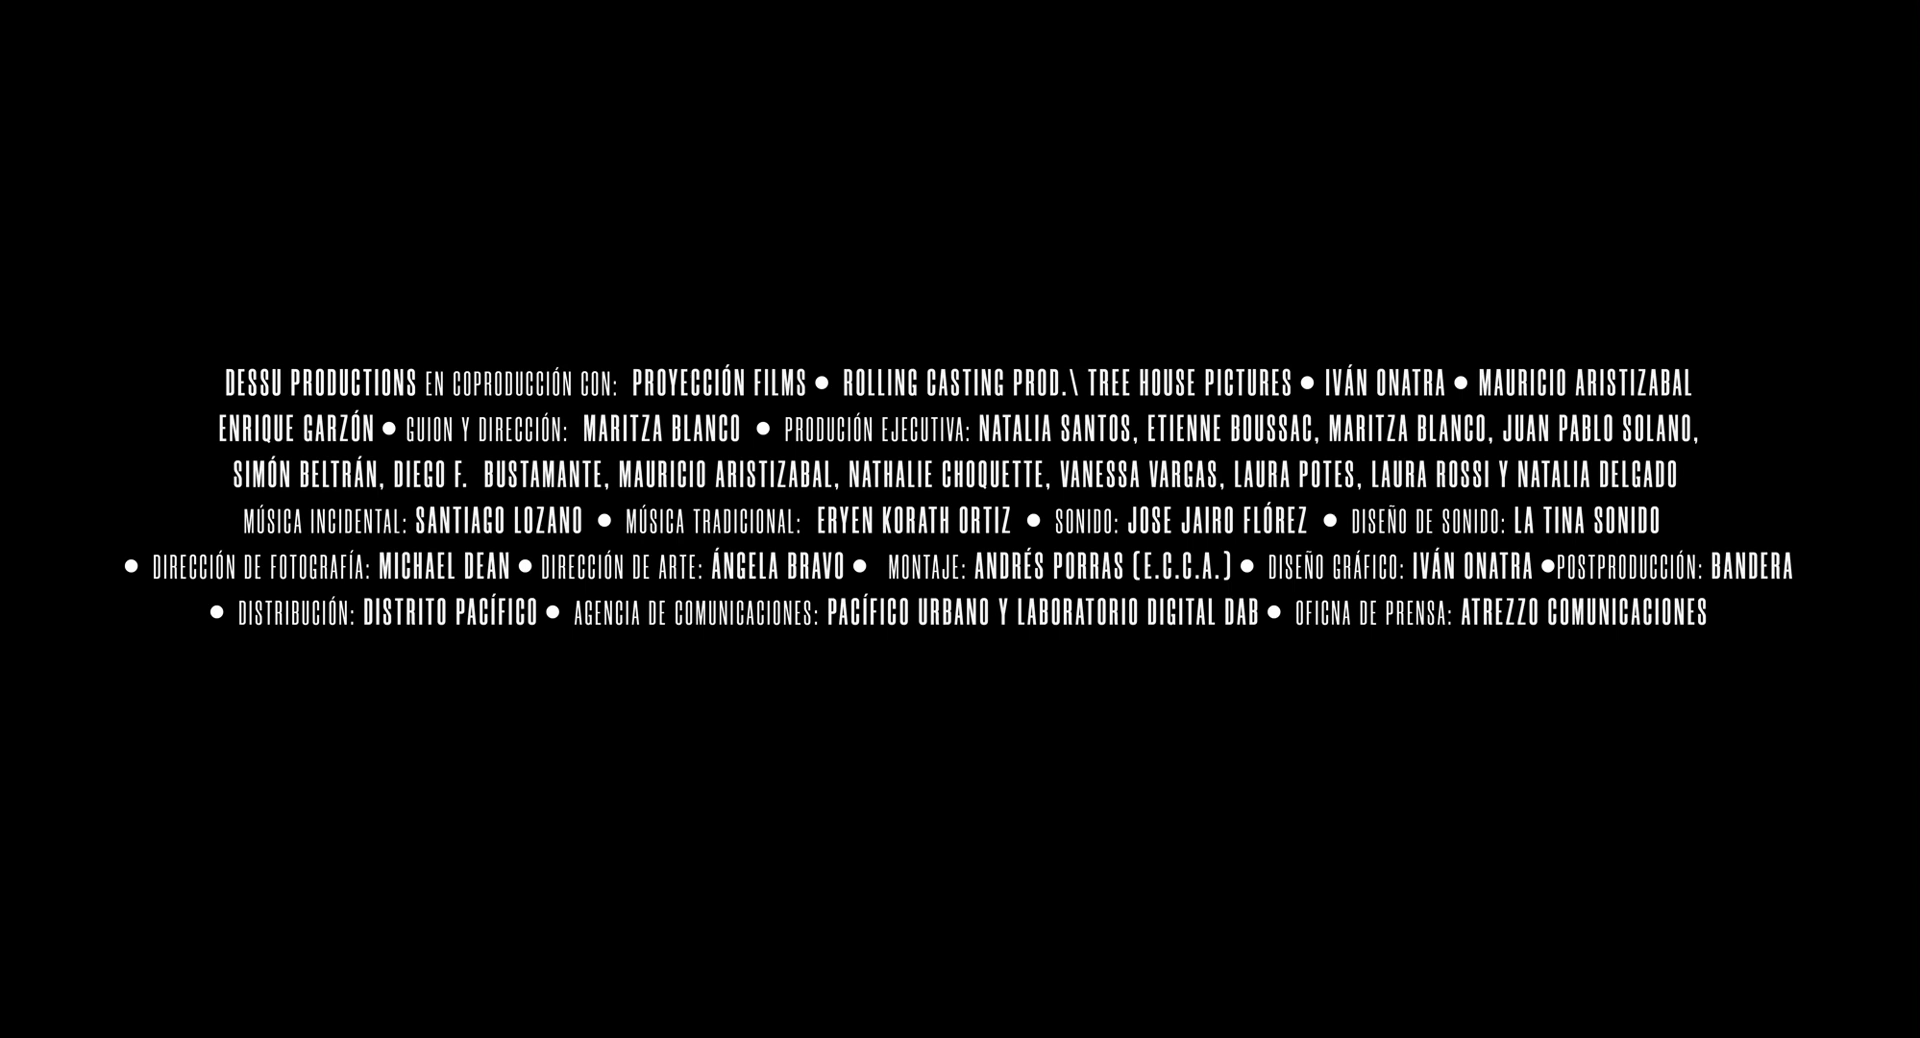 DESSU PRODUCTIONS EN COPRODUCCIÓN CON: PROYECCIÓN FILMS ● ROLLING CASTING PROD.\ TREE HOUSE PICTURES ● IVÁN ONATRA ● MAURICIO ARISTIZABAL
ENRIQUE GARZÓN ● GUION Y DIRECCIÓN: MARITZA BLANCO ● PRODUCIÓN EJECUTIVA: NATALIA SANTOS, ETIENNE BOUSSAC, MARITZA BLANCO, JUAN PABLO SOLANO,
SIMÓN BELTRÁN, DIEGO F. BUSTAMANTE, MAURICIO ARISTIZABAL, NATHALIE CHOQUETTE, VANESSA VARGAS, LAURA POTES, LAURA ROSSI Y NATALIA DELGADO
MÚSICA INCIDENTAL: SANTIAGO LOZANO ● MÚSICA TRADICIONAL: ERYEN KORATH ORTIZ ● SONIDO: JOSE JAIRO FLÓREZ ● DISEÑO DE SONIDO: LA TINA SONIDO
● DIRECCIÓN DE FOTOGRAFÍA: MICHAEL DEAN ● DIRECCIÓN DE ARTE: ÁNGELA BRAVO ● MONTAJE: ANDRÉS PORRAS (E.C.C.A.) ● DISEÑO GRÁFICO: IVÁN ONATRA ●POSTPRODUCCIÓN: BANDERA
● DISTRIBUCIÓN: DISTRITO PACÍFICO ● AGENCIA DE COMUNICACIONES: PACÍFICO URBANO Y LABORATORIO DIGITAL DAB ● OFICNA DE PRENSA: ATREZZO COMUNICACIONES